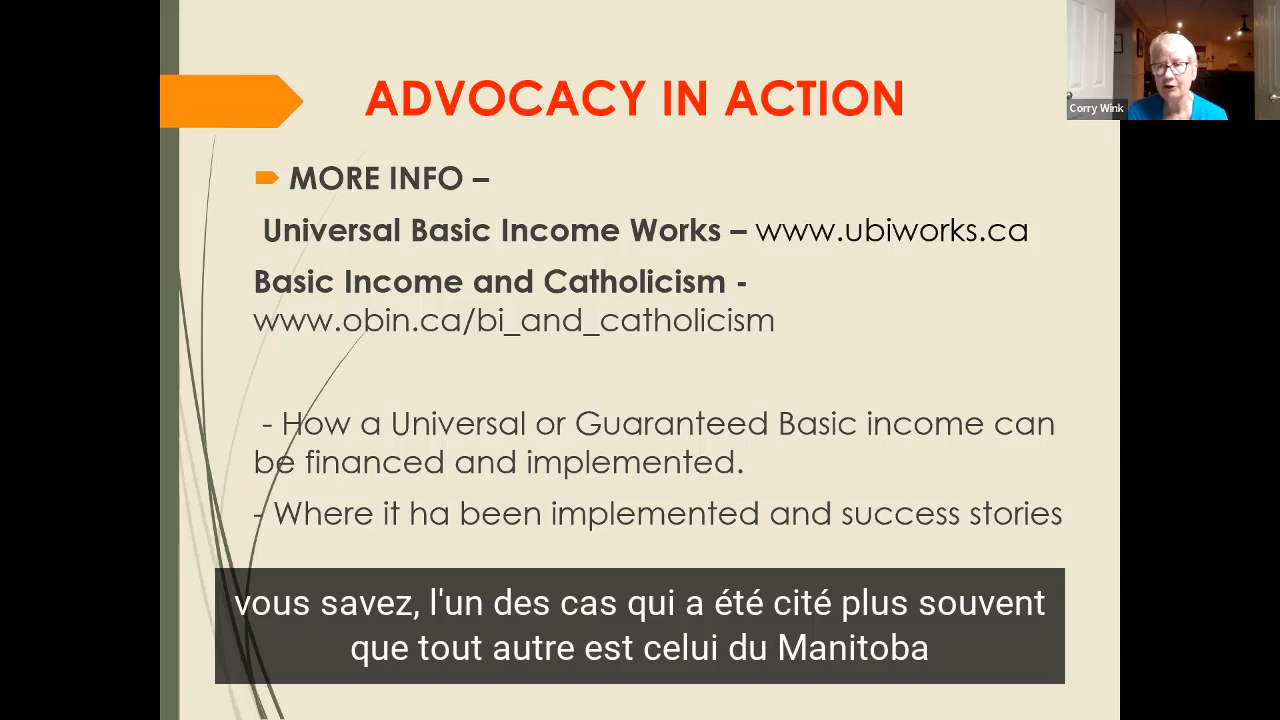 ADVOCACY IN ACTION
Corry Wink
MORE INFO –
Universal Basic Income Works – www.ubiworks.ca
Basic Income and Catholicism -
www.obin.ca/bi_and_catholicism
- How a Universal or Guaranteed Basic income can
be financed and implemented.
- Where it ha been implemented and success stories
vous savez, l'un des cas qui a été cité plus souvent
que tout autre est celui du Manitoba